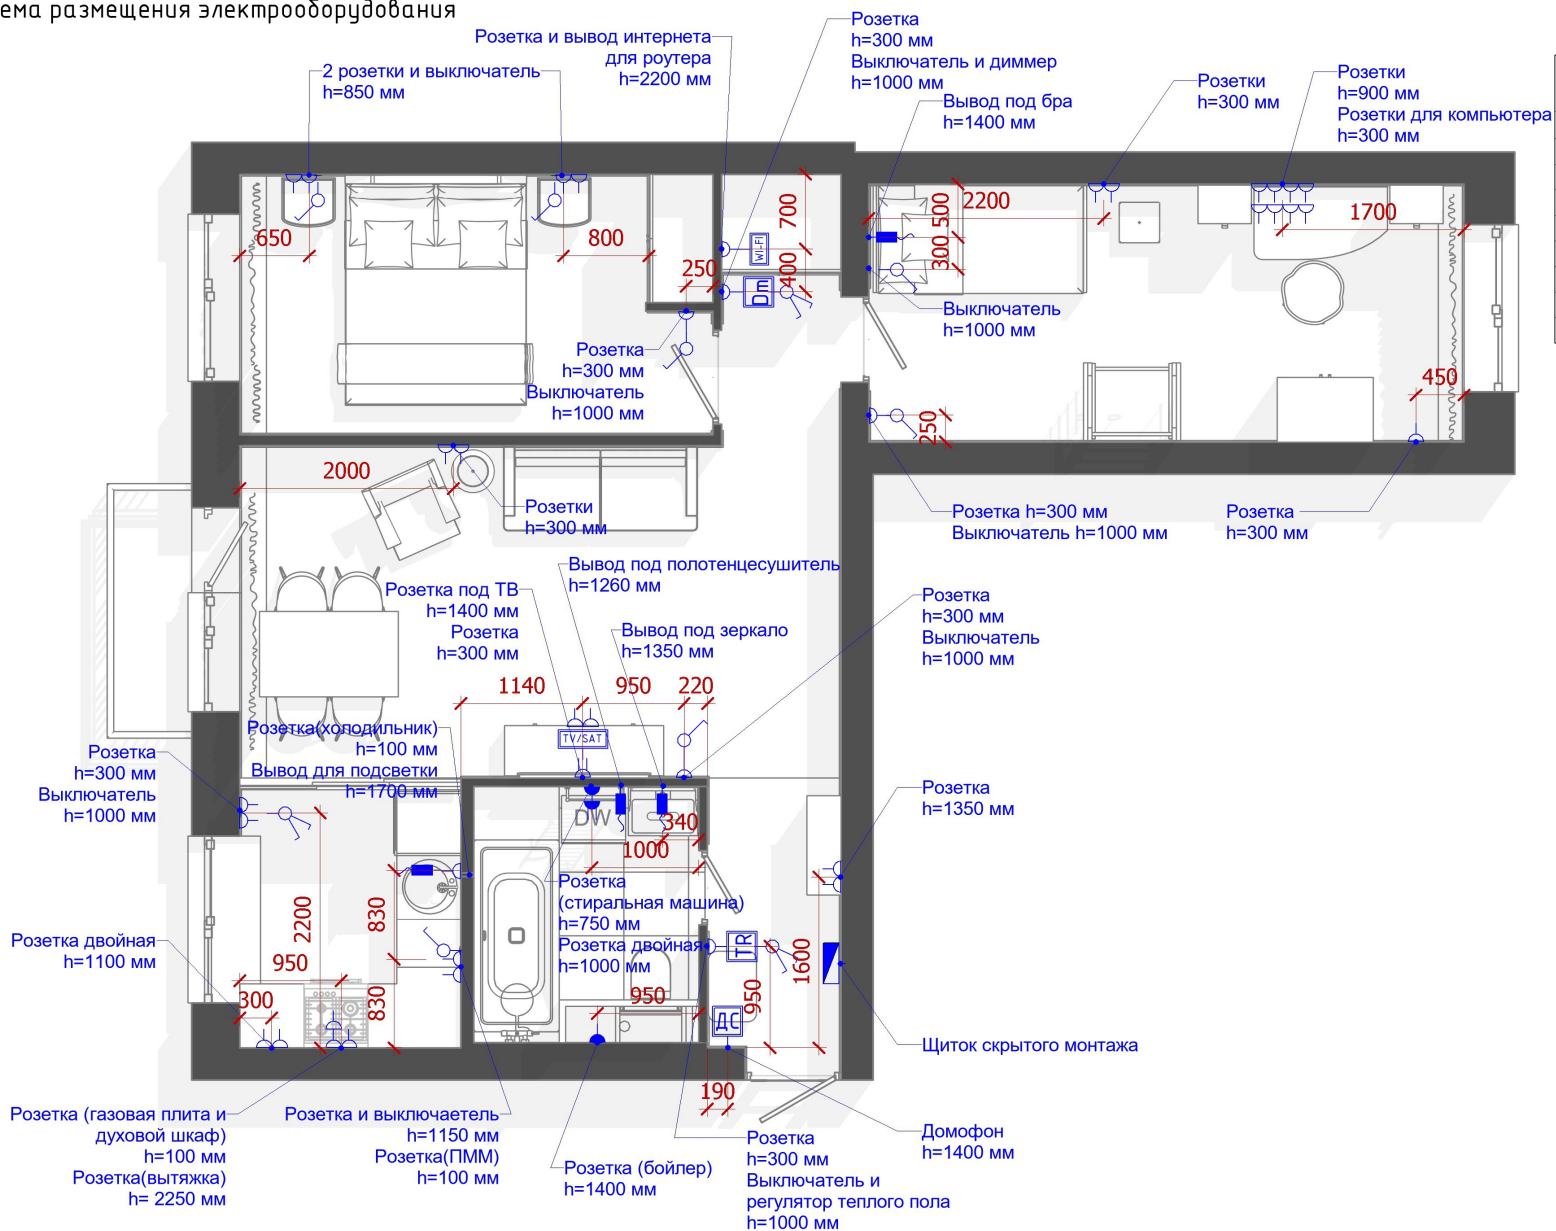 ема размещения электрооборудования
Розетка и вывод интернета
для роутера
h=2200 мм
2 розетки и выключатель
h=850 мм
Розетка
h=300 мм
Выключатель и диммер
h=1000 мм
Вывод под бра
h=1400 мм
Розетки
h=300 мм
Розетки
h=900 мм
Розетки для компьютера
h=300 мм
650
800
250
700
400
WI-FI
Dm
500
300
2200
1700
Выключатель
h=1000 мм
Розетка
h=300 мм
Выключатель
h=1000 мм
450
250
2000
Розетки
h=300 мм
Розетка h=300 мм
Выключатель h=1000 мм
Розетка
h=300 мм
Вывод под полотенцесушитель
h=1260 мм
Розетка под ТВ
h=1400 мм
Розетка
h=300 мм
Вывод под зеркало
h=1350 мм
Розетка
h=300 мм
Выключатель
h=1000 мм
1140
950
220
TV/SAT
Розетка(холодильник)
h=100 мм
Вывод для подсветки
h=1700 мм
Розетка
h=300 мм
Выключатель
h=1000 мм
Розетка
h=1350 мм
DW
340
1000
Розетка
(стиральная машина)
h=750 мм
Розетка двойная
h=1000 мм
2200
830
830
950
300
Розетка двойная
h=1100 мм
TR
ДС
950
1600
950
190
Щиток скрытого монтажа
Розетка (газовая плита и
духовой шкаф)
h=100 мм
Розетка(вытяжка)
h= 2250 мм
Розетка и выключаетель
h=1150 мм
Розетка(ПММ)
h=100 мм
Розетка (бойлер)
h=1400 мм
Розетка
h=300 мм
Выключатель и
регулятор теплого пола
h=1000 мм
Домофон
h=1400 мм